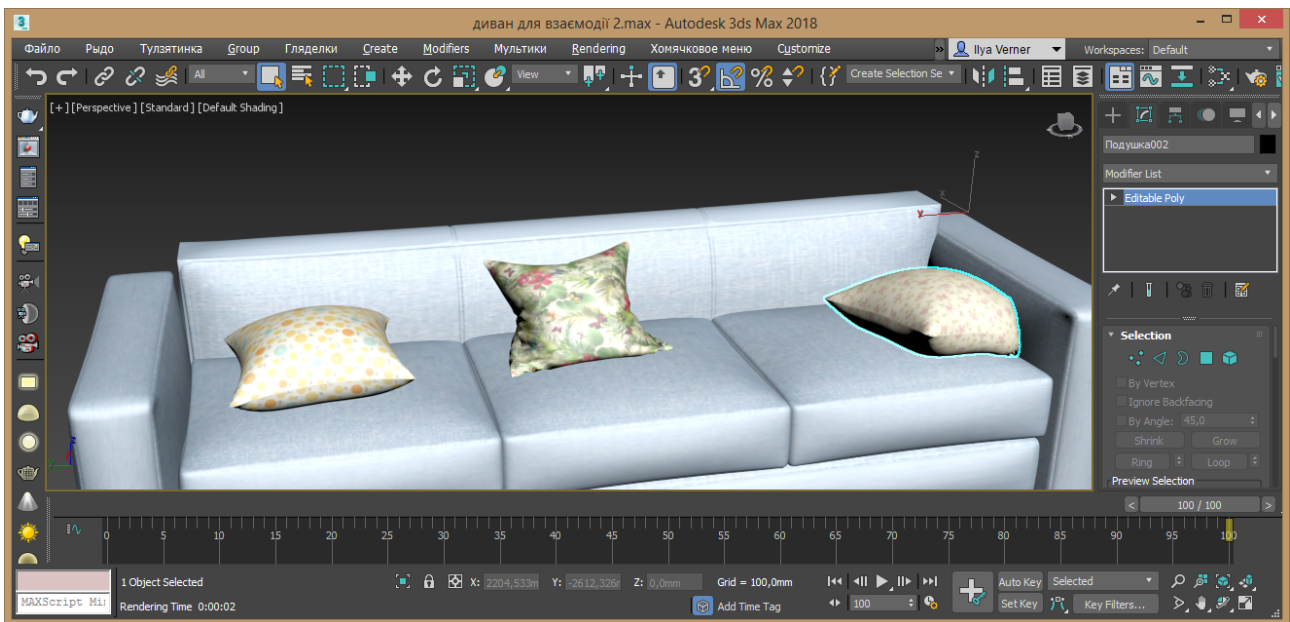 диван для взаємодії 2.max - Autodesk 3ds Max 2018
Файло Рыдо Тулзятинка Group Гляделки Create Modifiers Мультики Rendering Хомячковое меню Customize » Ilya Verner Workspaces: Default
All View Create Selection Se
[+] [Perspective] [Standard] [Default Shading]
Подушка002
Modifier List
Editable Poly
Selection
By Vertex
Ignore Backfacing
By Angle: 45,0
Shrink Grow
Ring Loop
Preview Selection
z
x
y
< 100 / 100 >
0 5 10 15 20 25 30 35 40 45 50 55 60 65 70 75 80 85 90 95 100
1 Object Selected X: 2204,533m Y: -2612,326r Z: 0,0mm Grid = 100,0mm Auto Key Selected
MAXScript Mi Rendering Time 0:00:02 Add Time Tag 100 Set Key Key Filters...